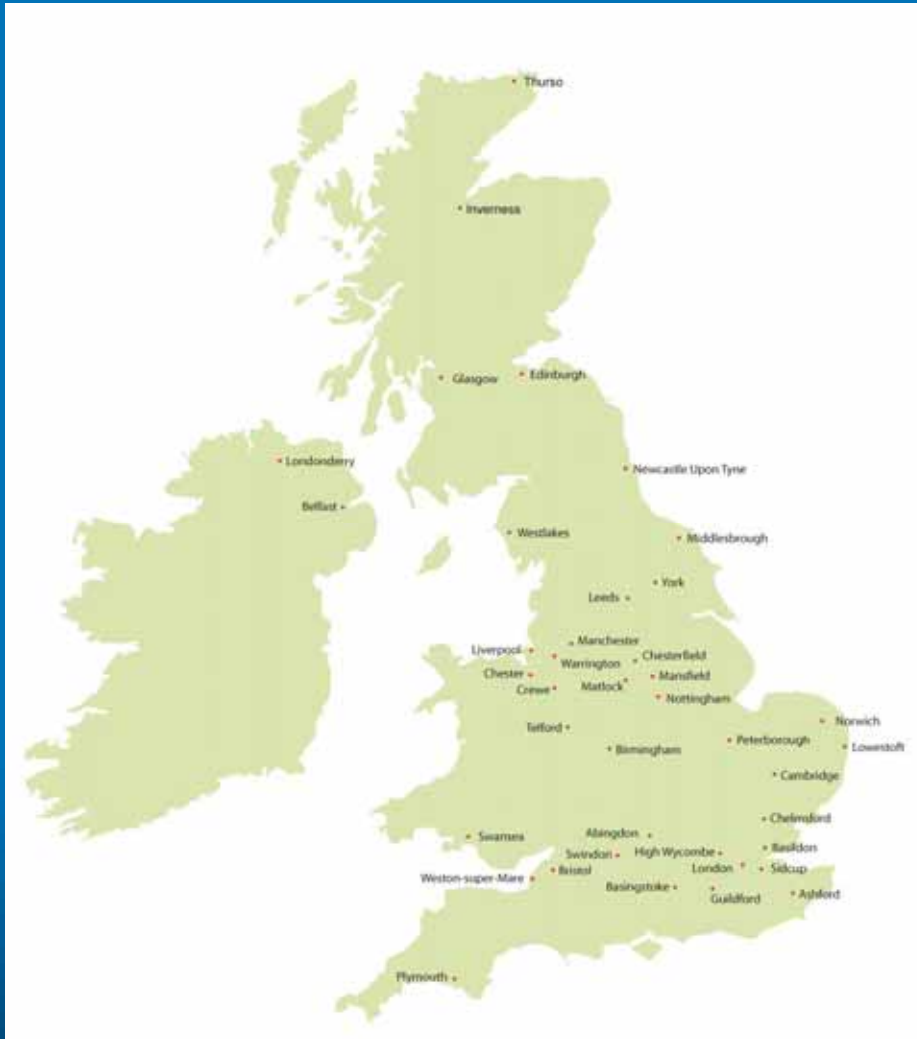 Thurso
Inverness
Glasgow
Edinburgh
Londonderry
Newcastle Upon Tyne
Belfast
Westlakes
Middlesbrough
York
Leeds
Manchester
Liverpool
Warrington
Chesterfield
Chester
Matlock
Mansfield
Crewe
Nottingham
Norwich
Telford
Birmingham
Peterborough
Lowestoft
Cambridge
Chelmsford
Swansea
Abingdon
Basildon
Swindon
High Wycombe
London
Sidcup
Bristol
Weston-super-Mare
Basingstoke
Guildford
Ashford
Plymouth